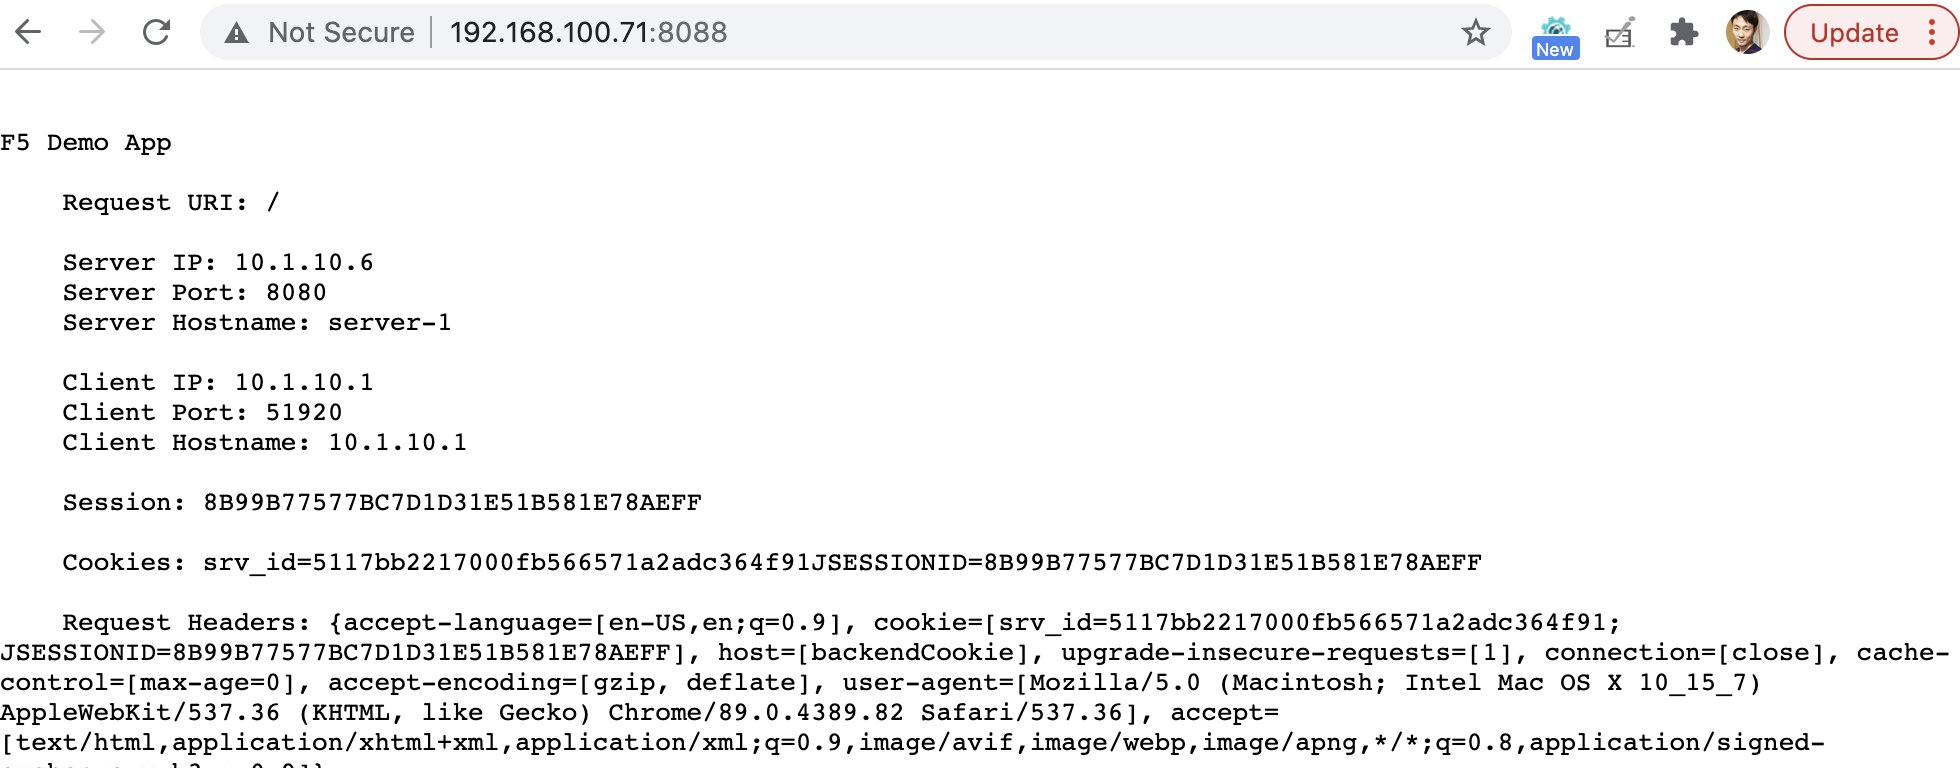 Not Secure | 192.168.100.71:8088
New
Update
F5 Demo App
Request URI: /
Server IP: 10.1.10.6
Server Port: 8080
Server Hostname: server-1
Client IP: 10.1.10.1
Client Port: 51920
Client Hostname: 10.1.10.1
Session: 8B99B77577BC7D1D31E51B581E78AEFF
Cookies: srv_id=5117bb2217000fb566571a2adc364f91JSESSIONID=8B99B77577BC7D1D31E51B581E78AEFF
Request Headers: {accept-language=[en-US,en;q=0.9], cookie=[srv_id=5117bb2217000fb566571a2adc364f91;
JSESSIONID=8B99B77577BC7D1D31E51B581E78AEFF], host=[backendCookie], upgrade-insecure-requests=[1], connection=[close], cache-
control=[max-age=0], accept-encoding=[gzip, deflate], user-agent=[Mozilla/5.0 (Macintosh; Intel Mac OS X 10_15_7)
AppleWebKit/537.36 (KHTML, like Gecko) Chrome/89.0.4389.82 Safari/537.36], accept=
[text/html,application/xhtml+xml,application/xml;q=0.9,image/avif,image/webp,image/apng,*/*;q=0.8,application/signed-